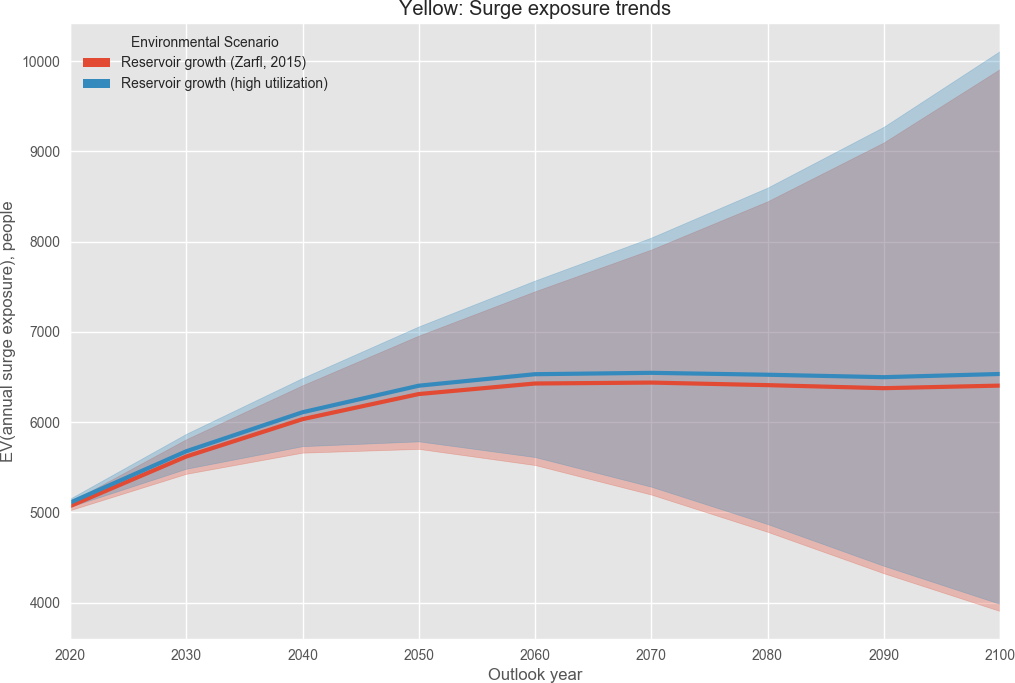 Yellow: Surge exposure trends
Environmental Scenario
Reservoir growth (Zarfl, 2015)
Reservoir growth (high utilization)
EV(annual surge exposure), people
10000
9000
8000
7000
6000
5000
4000
2020 2030 2040 2050 2060 2070 2080 2090 2100
Outlook year